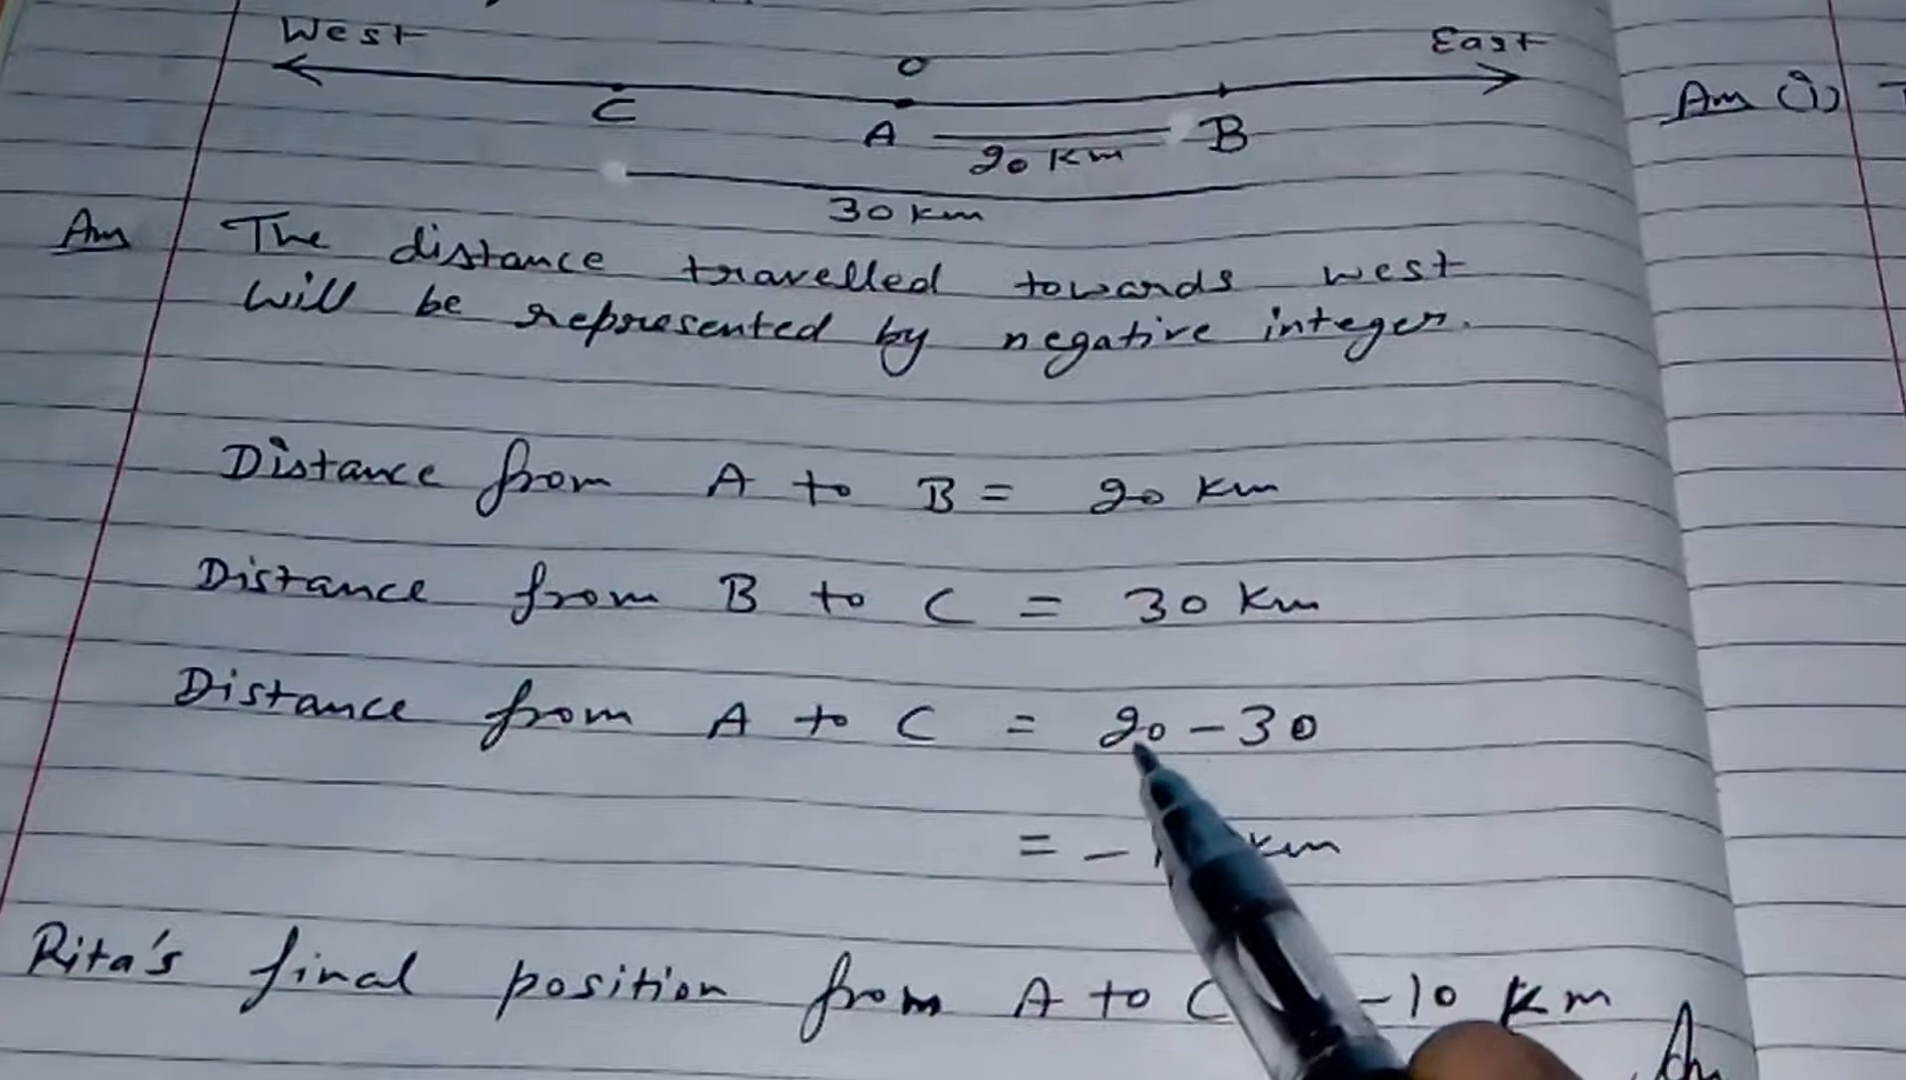 West
East
O
C
A
B
20 Km
30 km
Ans (i)
Ans The distance travelled towards west
will be represented by negative integer.
Distance from A to B = 20 Km
Distance from B to C = 30 Km
Distance from A to C = 20 - 30
= - km
Rita's final position from A to C - 10 Km
Ans